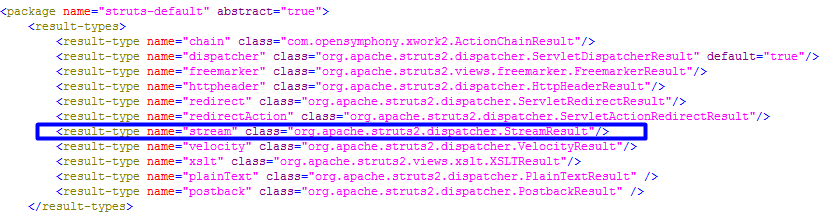 <package name="struts-default" abstract="true">
<result-types>
<result-type name="chain" class="com.opensymphony.xwork2.ActionChainResult"/>
<result-type name="dispatcher" class="org.apache.struts2.dispatcher.ServletDispatcherResult" default="true"/>
<result-type name="freemarker" class="org.apache.struts2.views.freemarker.FreemarkerResult"/>
<result-type name="httpheader" class="org.apache.struts2.dispatcher.HttpHeaderResult"/>
<result-type name="redirect" class="org.apache.struts2.dispatcher.ServletRedirectResult"/>
<result-type name="redirectAction" class="org.apache.struts2.dispatcher.ServletActionRedirectResult"/>
<result-type name="stream" class="org.apache.struts2.dispatcher.StreamResult"/>
<result-type name="velocity" class="org.apache.struts2.dispatcher.VelocityResult"/>
<result-type name="xslt" class="org.apache.struts2.views.xslt.XSLTResult"/>
<result-type name="plainText" class="org.apache.struts2.dispatcher.PlainTextResult" />
<result-type name="postback" class="org.apache.struts2.dispatcher.PostbackResult" />
</result-types>